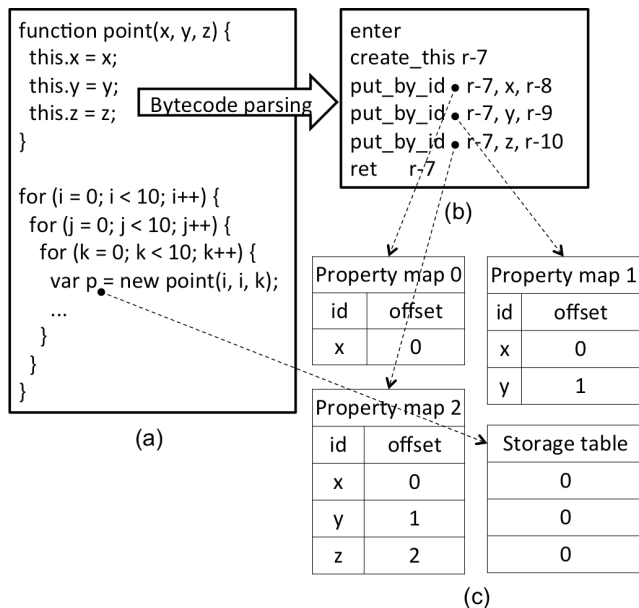 function point(x, y, z) {
this.x = x;
this.y = y;
this.z = z;
}
for (i = 0; i < 10; i++) {
for (j = 0; j < 10; j++) {
for (k = 0; k < 10; k++) {
var p = new point(i, i, k);
...
}
}
}
(a)
Bytecode parsing
enter
create_this r-7
put_by_id r-7, x, r-8
put_by_id r-7, y, r-9
put_by_id r-7, z, r-10
ret r-7
(b)
Property map 0
id offset
x 0
Property map 1
id offset
x 0
y 1
Property map 2
id offset
x 0
y 1
z 2
Storage table
0
0
0
(c)